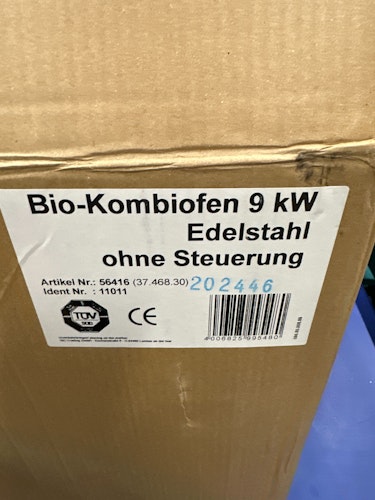 Bio-Kombiofen 9 kW
Edelstahl
ohne Steuerung
Artikel Nr.: 56416 (37.468.30) 202446
Ident Nr. : 11011
TÜV
CE
4006825995480